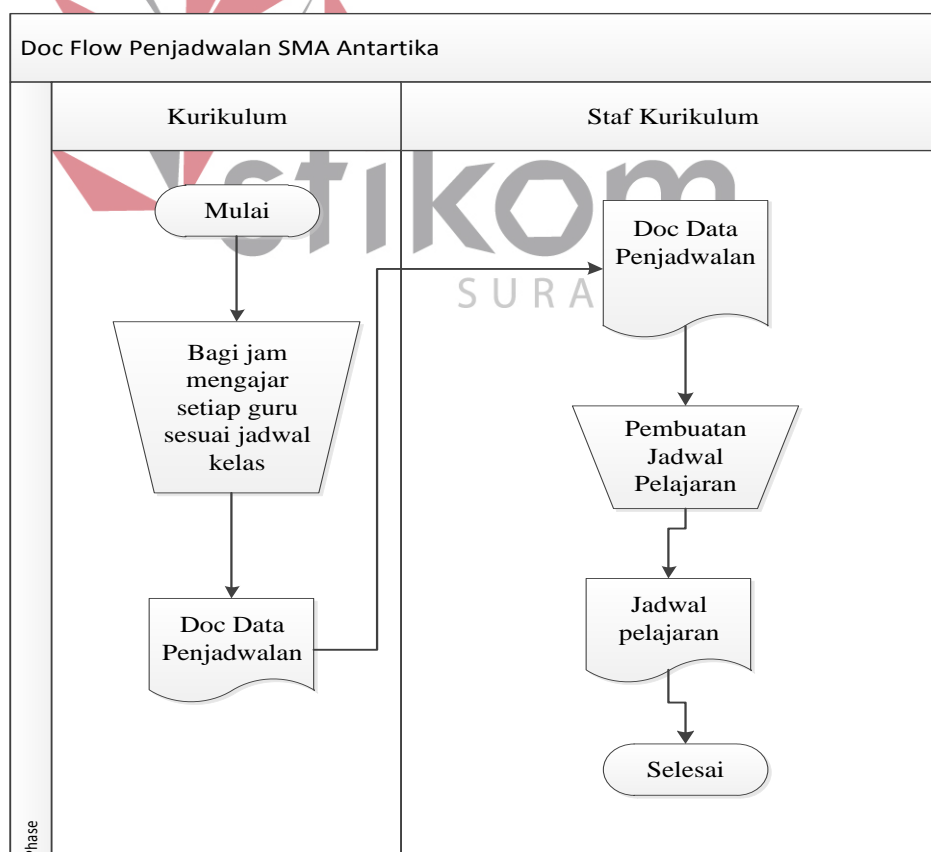 Doc Flow Penjadwalan SMA Antartika
Kurikulum
Staf Kurikulum
stikom
SURA
Mulai
Bagi jam
mengajar
setiap guru
sesuai jadwal
kelas
Doc Data
Penjadwalan
Doc Data
Penjadwalan
Pembuatan
Jadwal
Pelajaran
Jadwal
pelajaran
Selesai
Phase